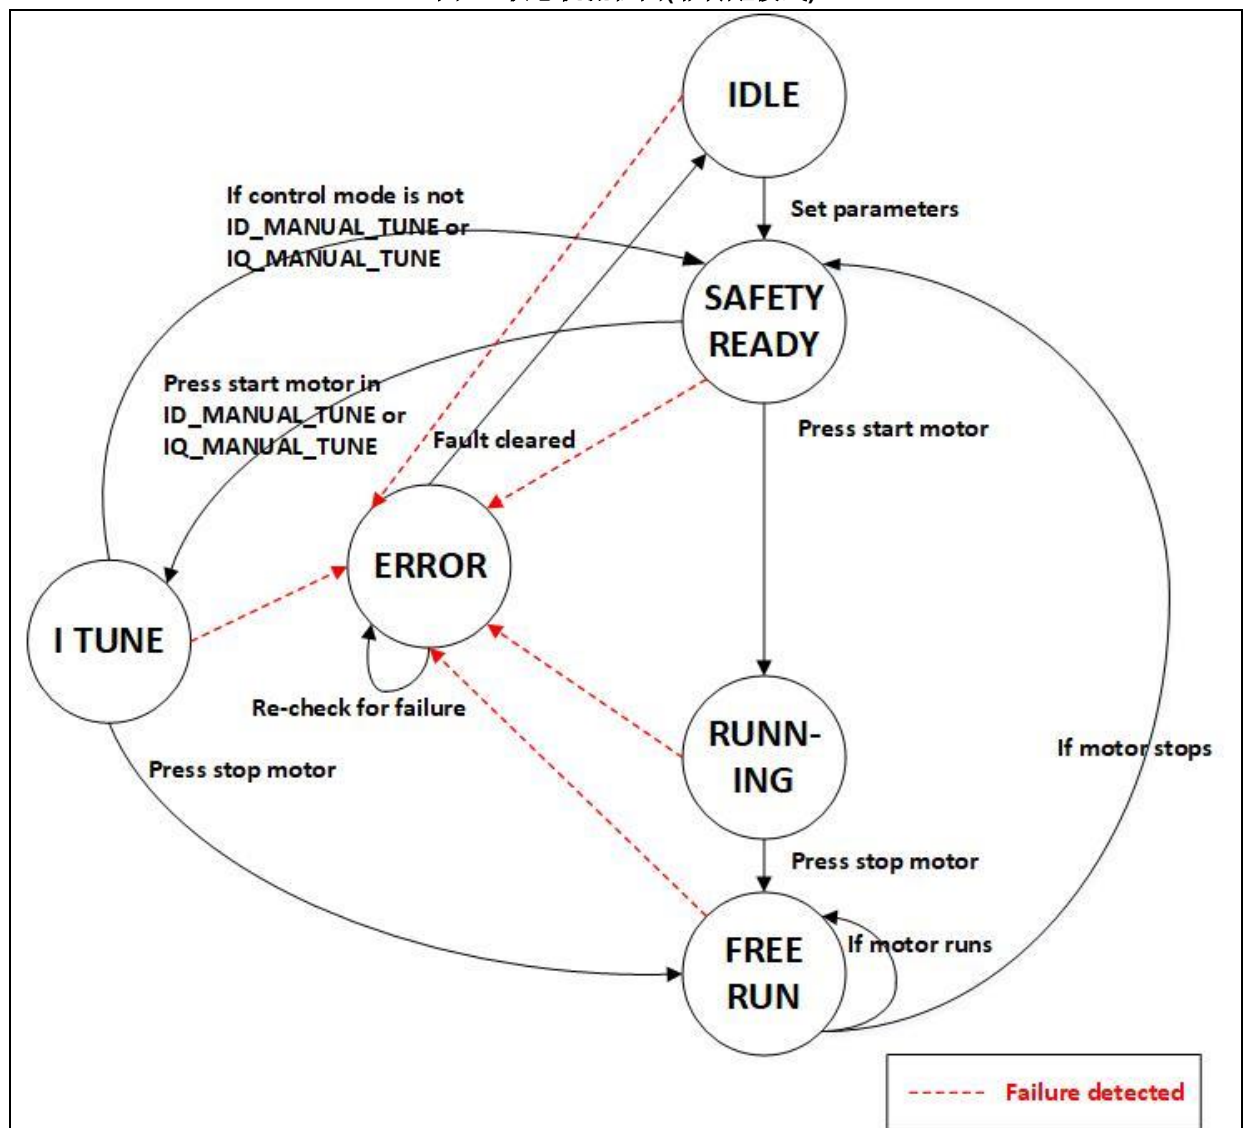 IDLE
Set parameters
If control mode is not
ID_MANUAL_TUNE or
IQ_MANUAL_TUNE
SAFETY
READY
Press start motor in
ID_MANUAL_TUNE or
IQ_MANUAL_TUNE
Fault cleared
Press start motor
ERROR
I TUNE
Re-check for failure
RUNN-
ING
If motor stops
Press stop motor
Press stop motor
FREE
RUN
If motor runs
Failure detected